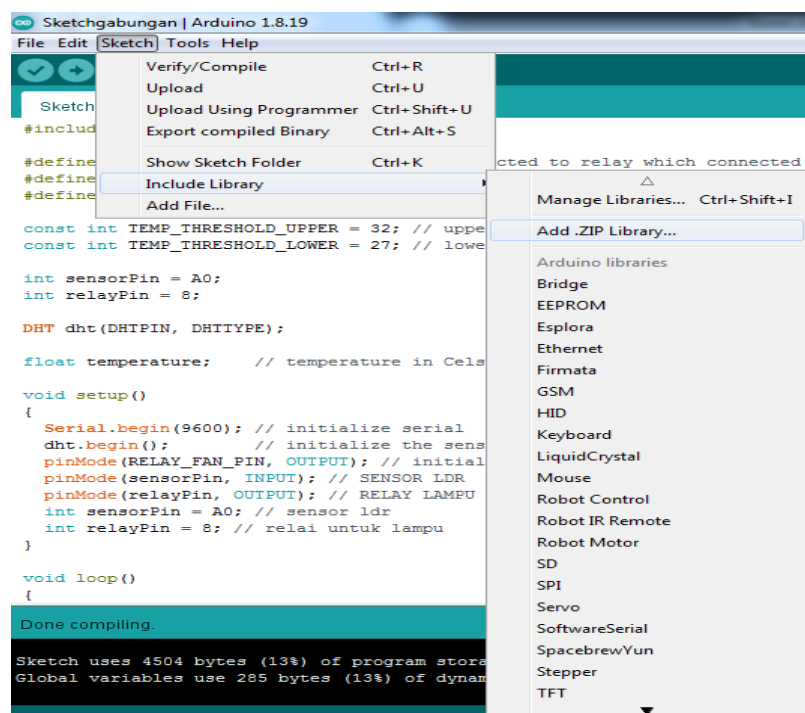 Sketchgabungan | Arduino 1.8.19
File Edit Sketch Tools Help
Verify/Compile Ctrl+R
Upload Ctrl+U
Upload Using Programmer Ctrl+Shift+U
Export compiled Binary Ctrl+Alt+S
Show Sketch Folder Ctrl+K
Include Library
Add File...
Manage Libraries... Ctrl+Shift+I
Add .ZIP Library...
Arduino libraries
Bridge
EEPROM
Esplora
Ethernet
Firmata
GSM
HID
Keyboard
LiquidCrystal
Mouse
Robot Control
Robot IR Remote
Robot Motor
SD
SPI
Servo
SoftwareSerial
SpacebrewYun
Stepper
TFT
Sketch
#includ
#define cted to relay which connected
#define
#define
const int TEMP_THRESHOLD_UPPER = 32; // uppe
const int TEMP_THRESHOLD_LOWER = 27; // lowe
int sensorPin = A0;
int relayPin = 8;
DHT dht(DHTPIN, DHTTYPE);
float temperature; // temperature in Cels
void setup()
{
Serial.begin(9600); // initialize serial
dht.begin(); // initialize the sens
pinMode(RELAY_FAN_PIN, OUTPUT); // initial
pinMode(sensorPin, INPUT); // SENSOR LDR
pinMode(relayPin, OUTPUT); // RELAY LAMPU
int sensorPin = A0; // sensor ldr
int relayPin = 8; // relai untuk lampu
}
void loop()
{
Done compiling.
Sketch uses 4504 bytes (13%) of program stora
Global variables use 285 bytes (13%) of dynam